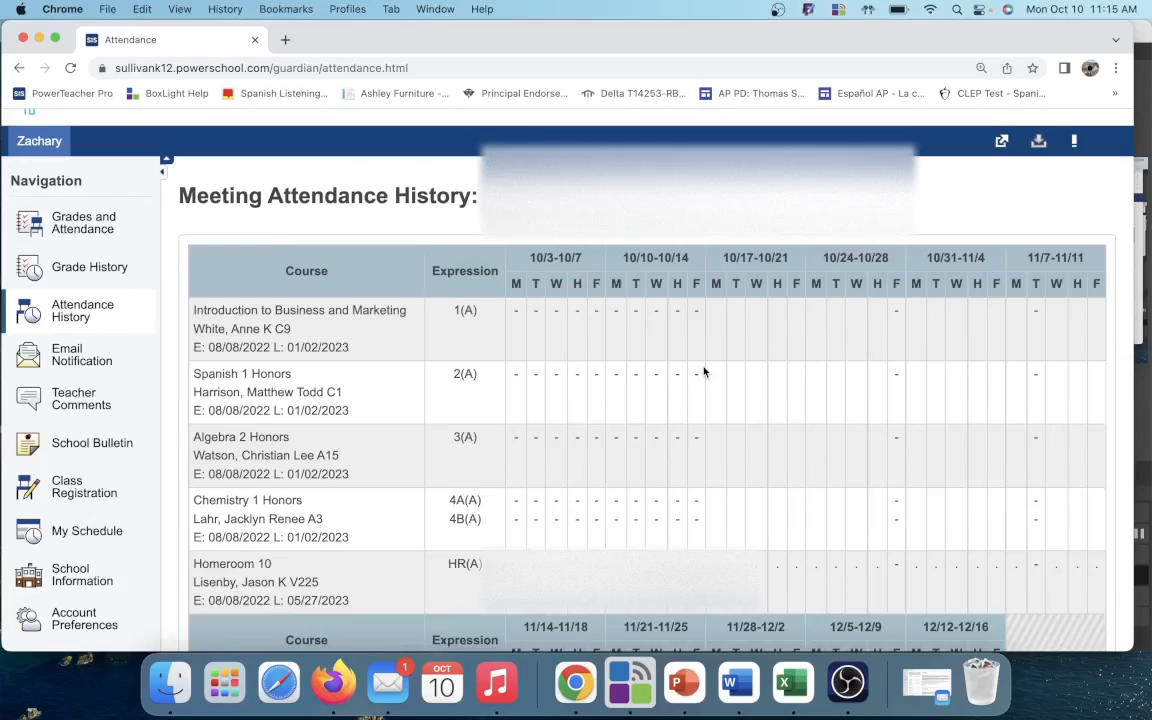 Chrome File Edit View History Bookmarks Profiles Tab Window Help Mon Oct 10 11:15 AM
SIS Attendance
sullivank12.powerschool.com/guardian/attendance.html
SIS PowerTeacher Pro BoxLight Help Spanish Listening... Ashley Furniture -... Principal Endorse... Delta T14253-RB... AP PD: Thomas S... Español AP - La c... CLEP Test - Spani... »
Zachary
Navigation
Grades and
Attendance
Grade History
Attendance
History
Email
Notification
Teacher
Comments
School Bulletin
Class
Registration
My Schedule
School
Information
Account
Preferences
Meeting Attendance History:
Course Expression 10/3-10/7 10/10-10/14 10/17-10/21 10/24-10/28 10/31-11/4 11/7-11/11
M T W H F M T W H F M T W H F M T W H F M T W H F M T W H F
Introduction to Business and Marketing 1(A) - - - - - - - - - - - -
White, Anne K C9
E: 08/08/2022 L: 01/02/2023
Spanish 1 Honors 2(A) - - - - - - - - - - - -
Harrison, Matthew Todd C1
E: 08/08/2022 L: 01/02/2023
Algebra 2 Honors 3(A) - - - - - - - - - - - -
Watson, Christian Lee A15
E: 08/08/2022 L: 01/02/2023
Chemistry 1 Honors 4A(A) - - - - - - - - - - - -
Lahr, Jacklyn Renee A3 4B(A) - - - - - - - - - - - -
E: 08/08/2022 L: 01/02/2023
Homeroom 10 HR(A) . . . . . . - . . . . . . - . . .
Lisenby, Jason K V225
E: 08/08/2022 L: 05/27/2023
Course Expression 11/14-11/18 11/21-11/25 11/28-12/2 12/5-12/9 12/12-12/16
1
OCT
10
P
W
X